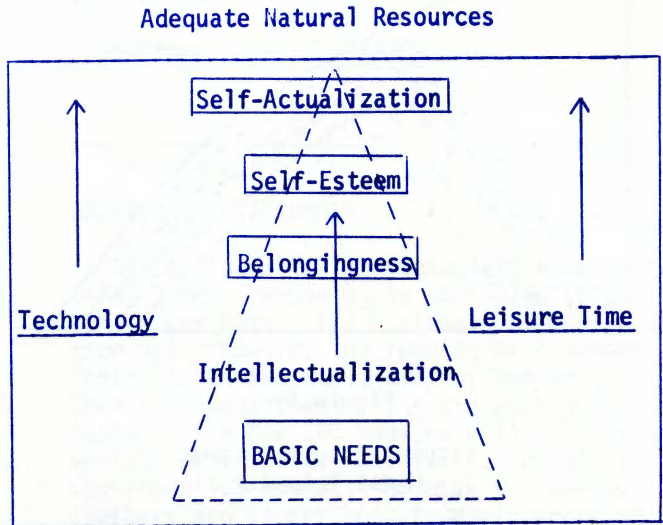 Adequate Natural Resources
Self-Actualization
Self-Esteem
Belongingness
Technology
Leisure Time
Intellectualization
BASIC NEEDS